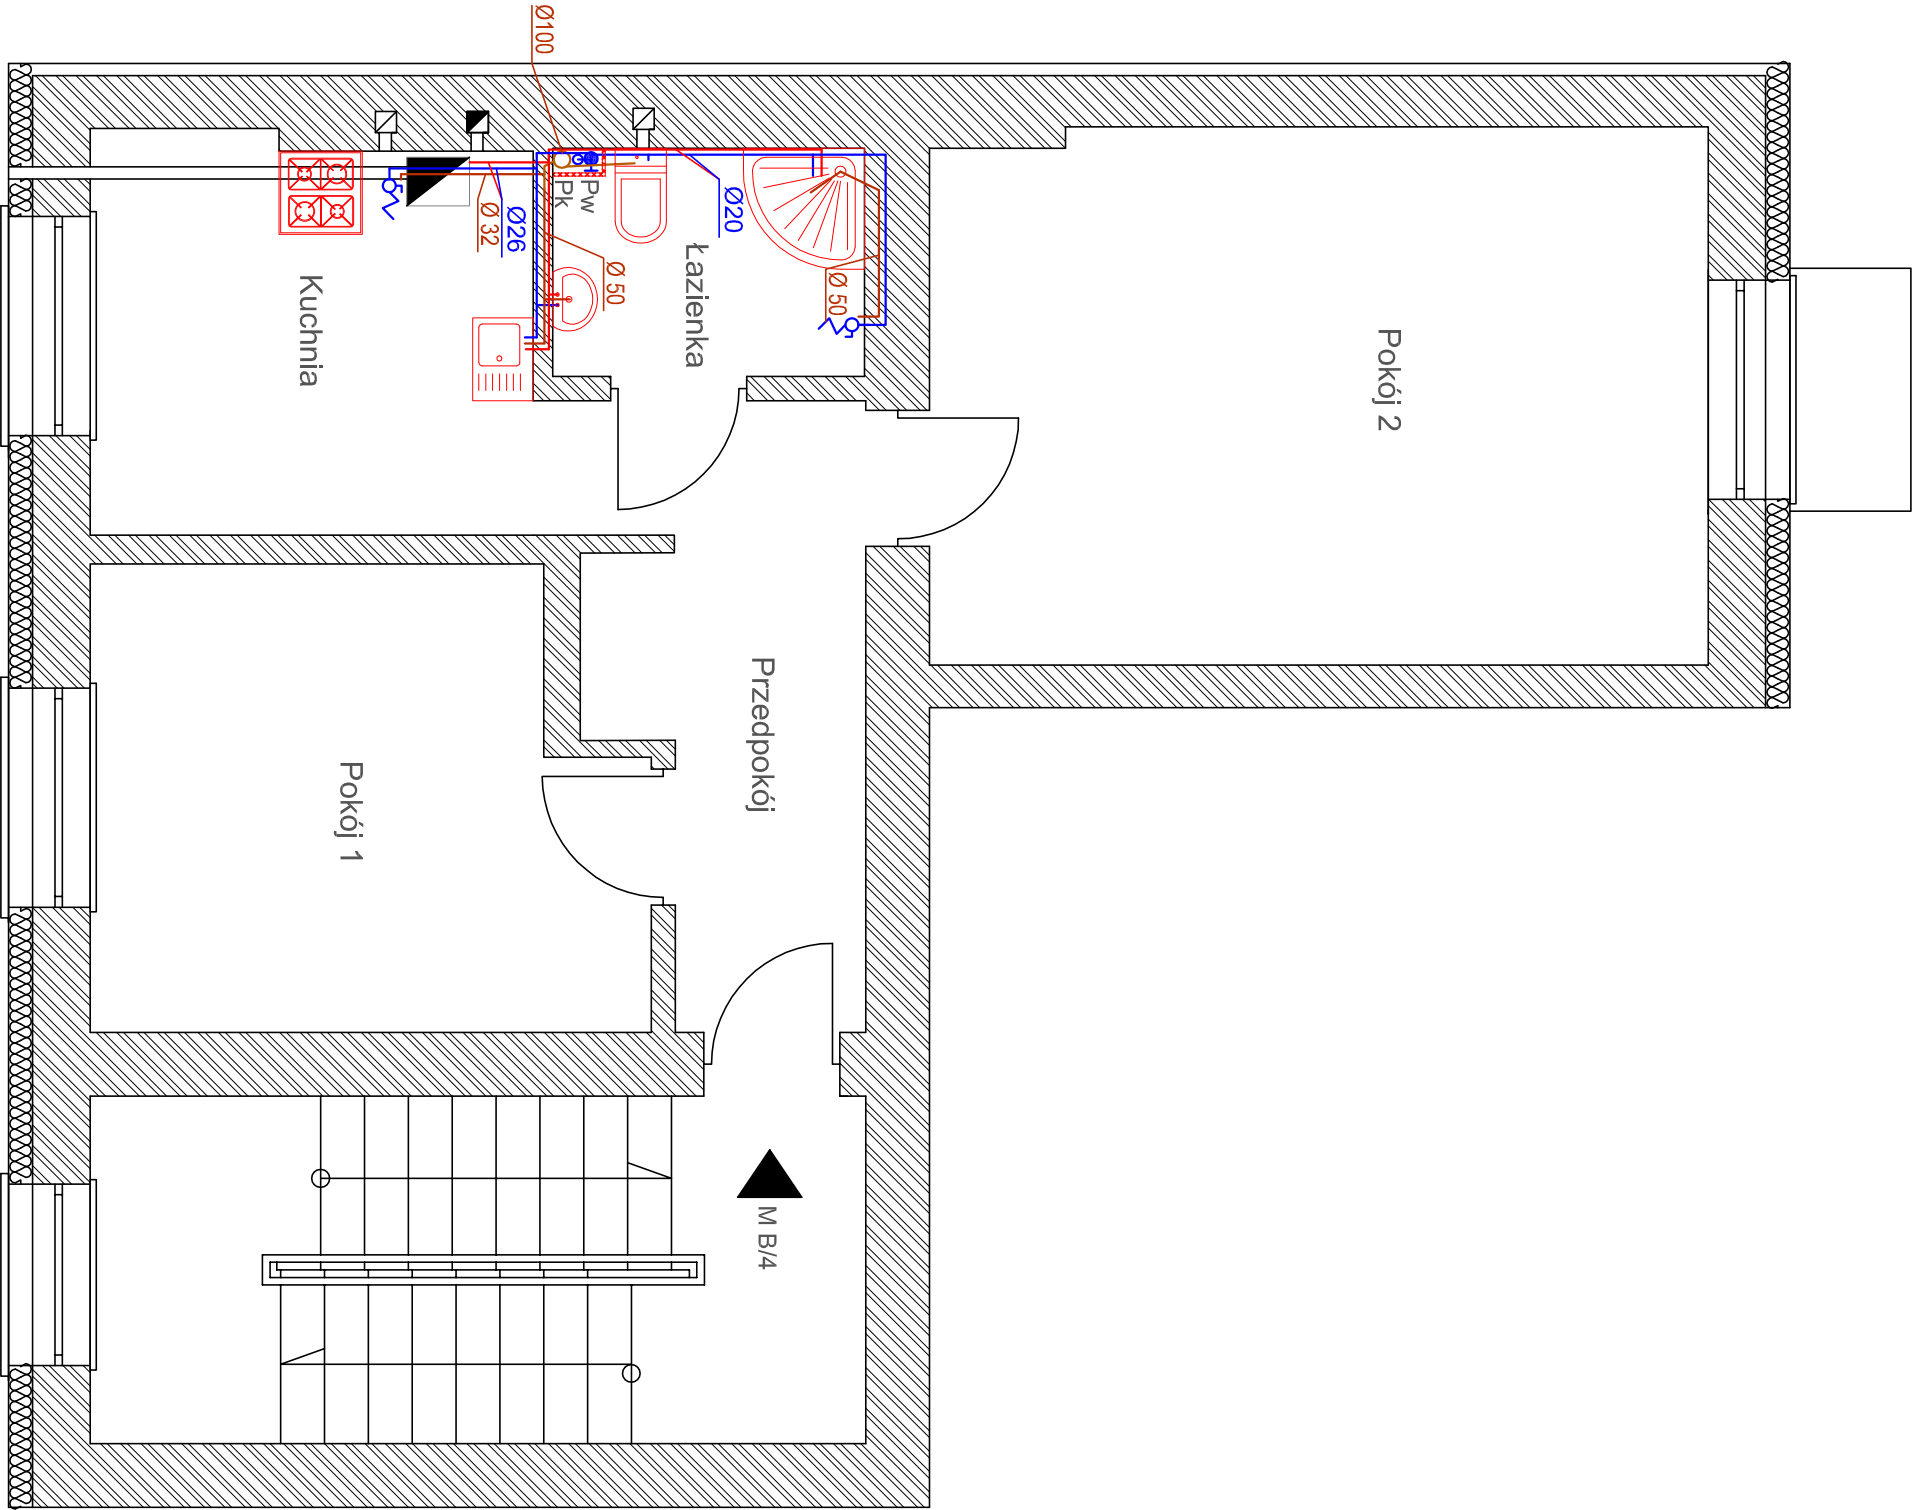 Ø100
Pk
Pw
Ø 32
Ø26
Ø20
Ø 50
Ø 50
Łazienka
Kuchnia
Pokój 2
Przedpokój
Pokój 1
M B/4